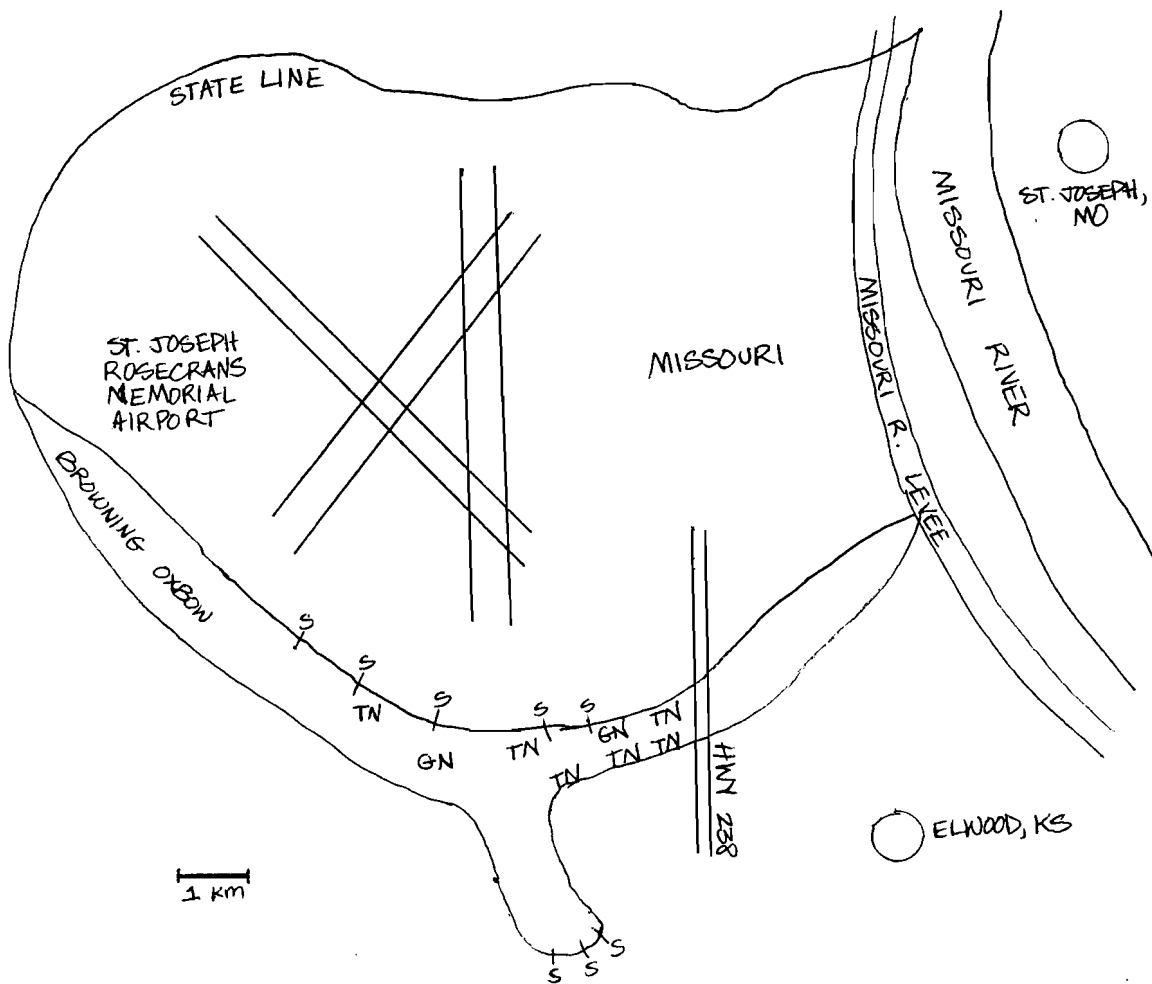 STATE LINE
ST. JOSEPH,
MO
MISSOURI RIVER
MISSOURI R. LEVEE
ST. JOSEPH
ROSECRANS
MEMORIAL
AIRPORT
MISSOURI
BROWNING OXBOW
S
S
TN
S
GN
S
TN
S
GN
TN
TN
TN
TN
HWY 238
ELWOOD, KS
1 KM
S
S
S